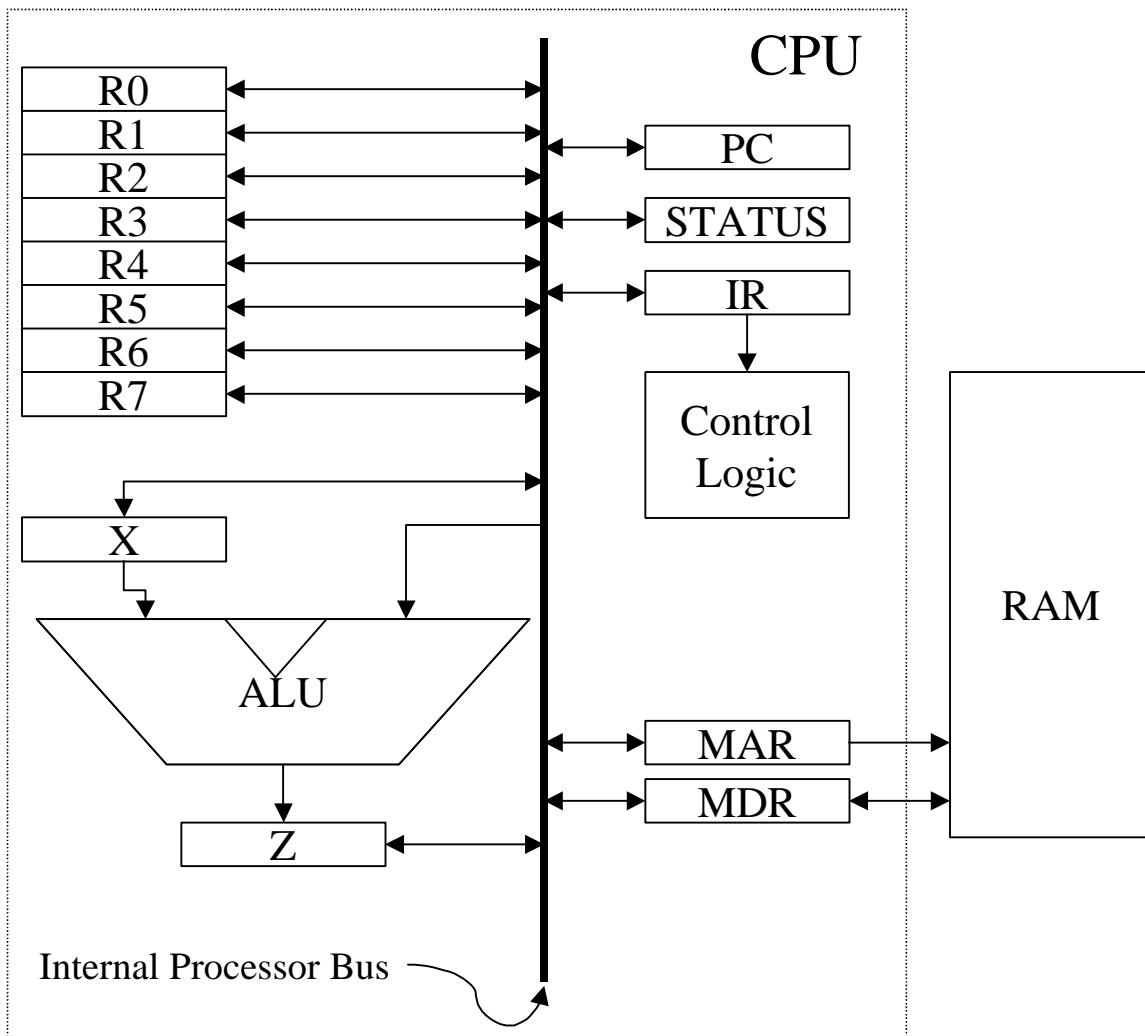 CPU
R0
R1
R2
R3
R4
R5
R6
R7
PC
STATUS
IR
Control
Logic
X
ALU
Z
RAM
MAR
MDR
Internal Processor Bus